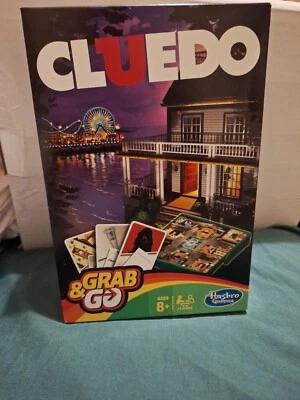 CLUEDO
GRAB
& GO
AGES
8+
Hasbro
Gaming